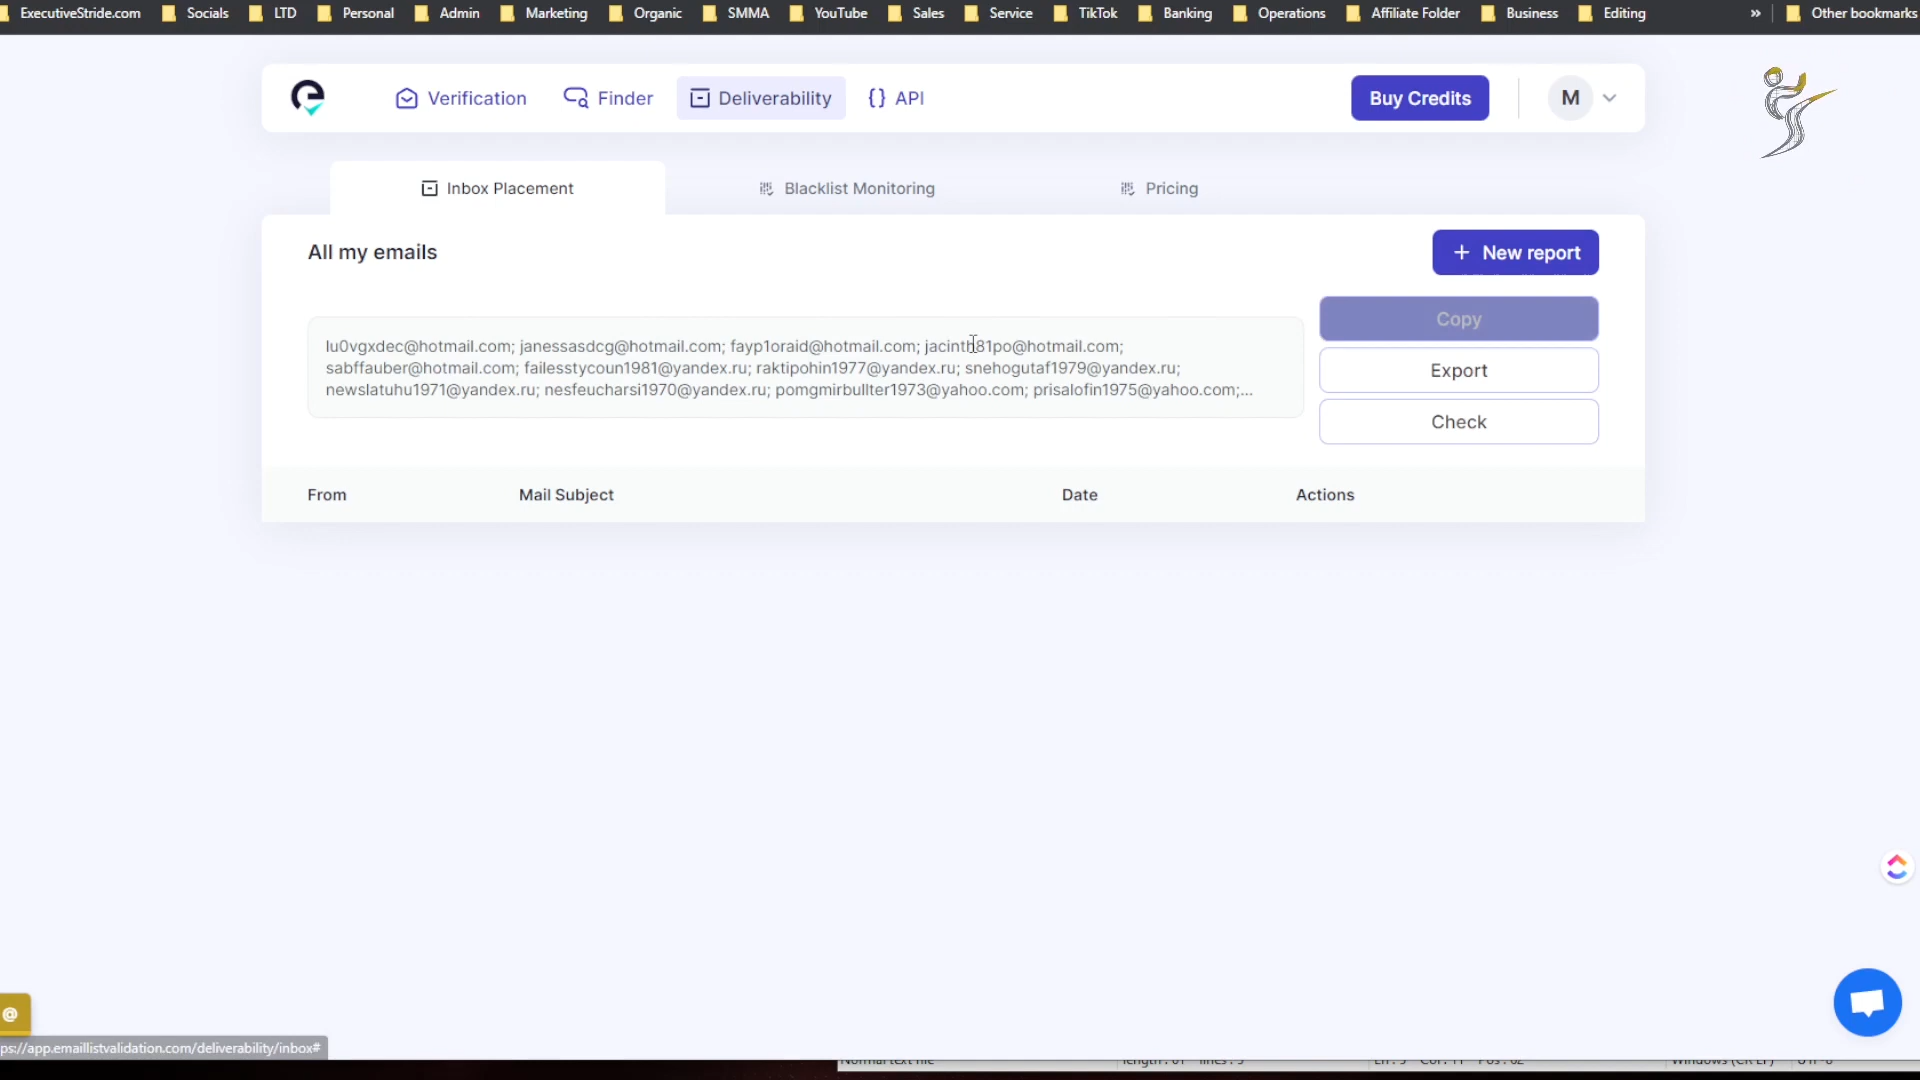 ExecutiveStride.com Socials LTD Personal Admin Marketing Organic SMMA YouTube Sales Service TikTok Banking Operations Affiliate Folder Business Editing » Other bookmarks
Verification Finder Deliverability {} API Buy Credits M
Inbox Placement Blacklist Monitoring Pricing
All my emails
+ New report
Copy
lu0vgxdec@hotmail.com; janessasdcg@hotmail.com; fayp1oraid@hotmail.com; jacinth81po@hotmail.com;
sabffauber@hotmail.com; failesstycoun1981@yandex.ru; raktipohin1977@yandex.ru; snehogutaf1979@yandex.ru;
newslatuhu1971@yandex.ru; nesfeucharsi1970@yandex.ru; pomgmirbullter1973@yahoo.com; prisalofin1975@yahoo.com;...
Export
Check
From Mail Subject Date Actions
@
ps://app.emaillistvalidation.com/deliverability/inbox#